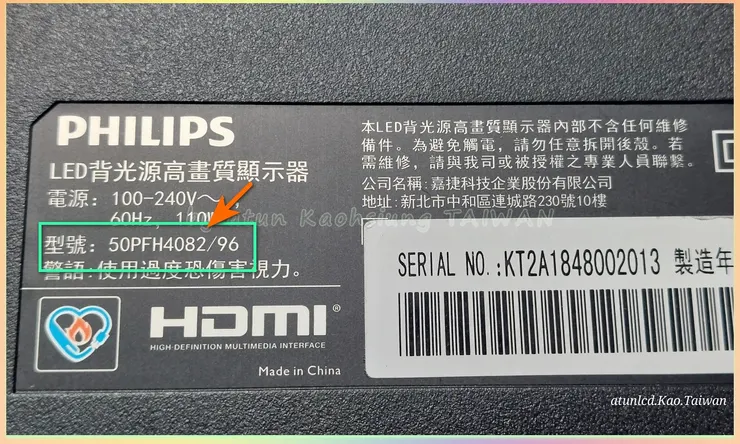 PHILIPS
LED背光源高畫質顯示器
電源：100-240V～,
60Hz, 110W
型號：50PFH4082/96
警語：使用過度恐傷害視力。
HDMI®
HIGH-DEFINITION MULTIMEDIA INTERFACE
Made in China
本LED背光源高畫質顯示器內部不含任何維修
備件。為避免觸電，請勿任意拆開後殼。若
需維修，請與我司或被授權之專業人員聯繫。
公司名稱：嘉捷科技企業股份有限公司
地址：新北市中和區連城路230號10樓
SERIAL NO.:KT2A1848002013 製造年
atun Kaohsiung TAIWAN
atunlcd.Kao.Taiwan